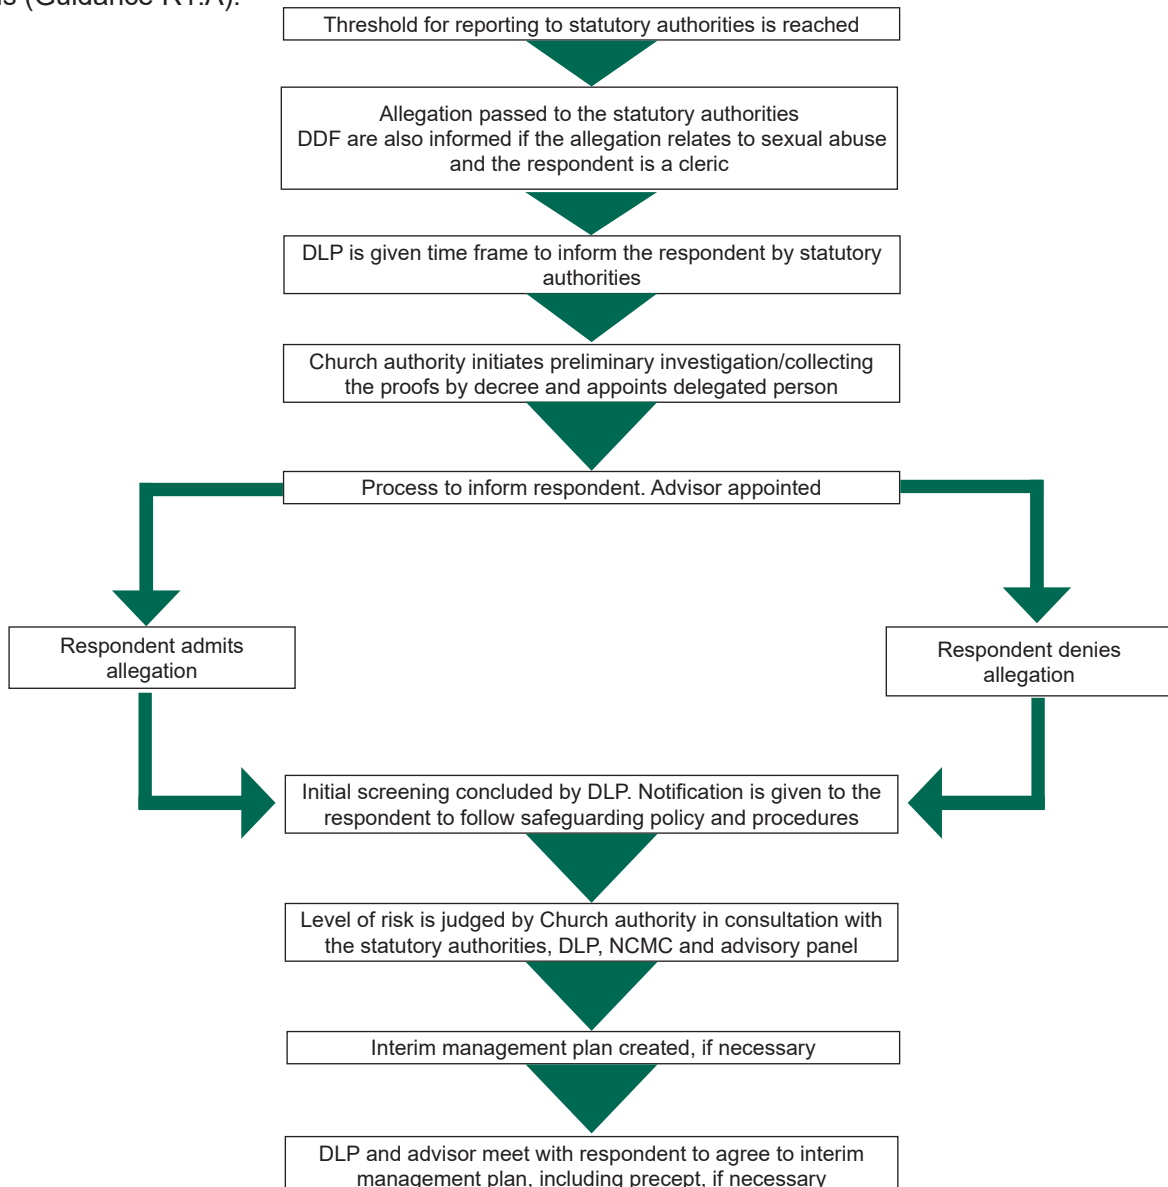 (Guidance R1.A).
Threshold for reporting to statutory authorities is reached
Allegation passed to the statutory authorities
DDF are also informed if the allegation relates to sexual abuse
and the respondent is a cleric
DLP is given time frame to inform the respondent by statutory
authorities
Church authority initiates preliminary investigation/collecting
the proofs by decree and appoints delegated person
Process to inform respondent. Advisor appointed
Respondent admits
allegation
Respondent denies
allegation
Initial screening concluded by DLP. Notification is given to the
respondent to follow safeguarding policy and procedures
Level of risk is judged by Church authority in consultation with
the statutory authorities, DLP, NCMC and advisory panel
Interim management plan created, if necessary
DLP and advisor meet with respondent to agree to interim
management plan, including precept, if necessary